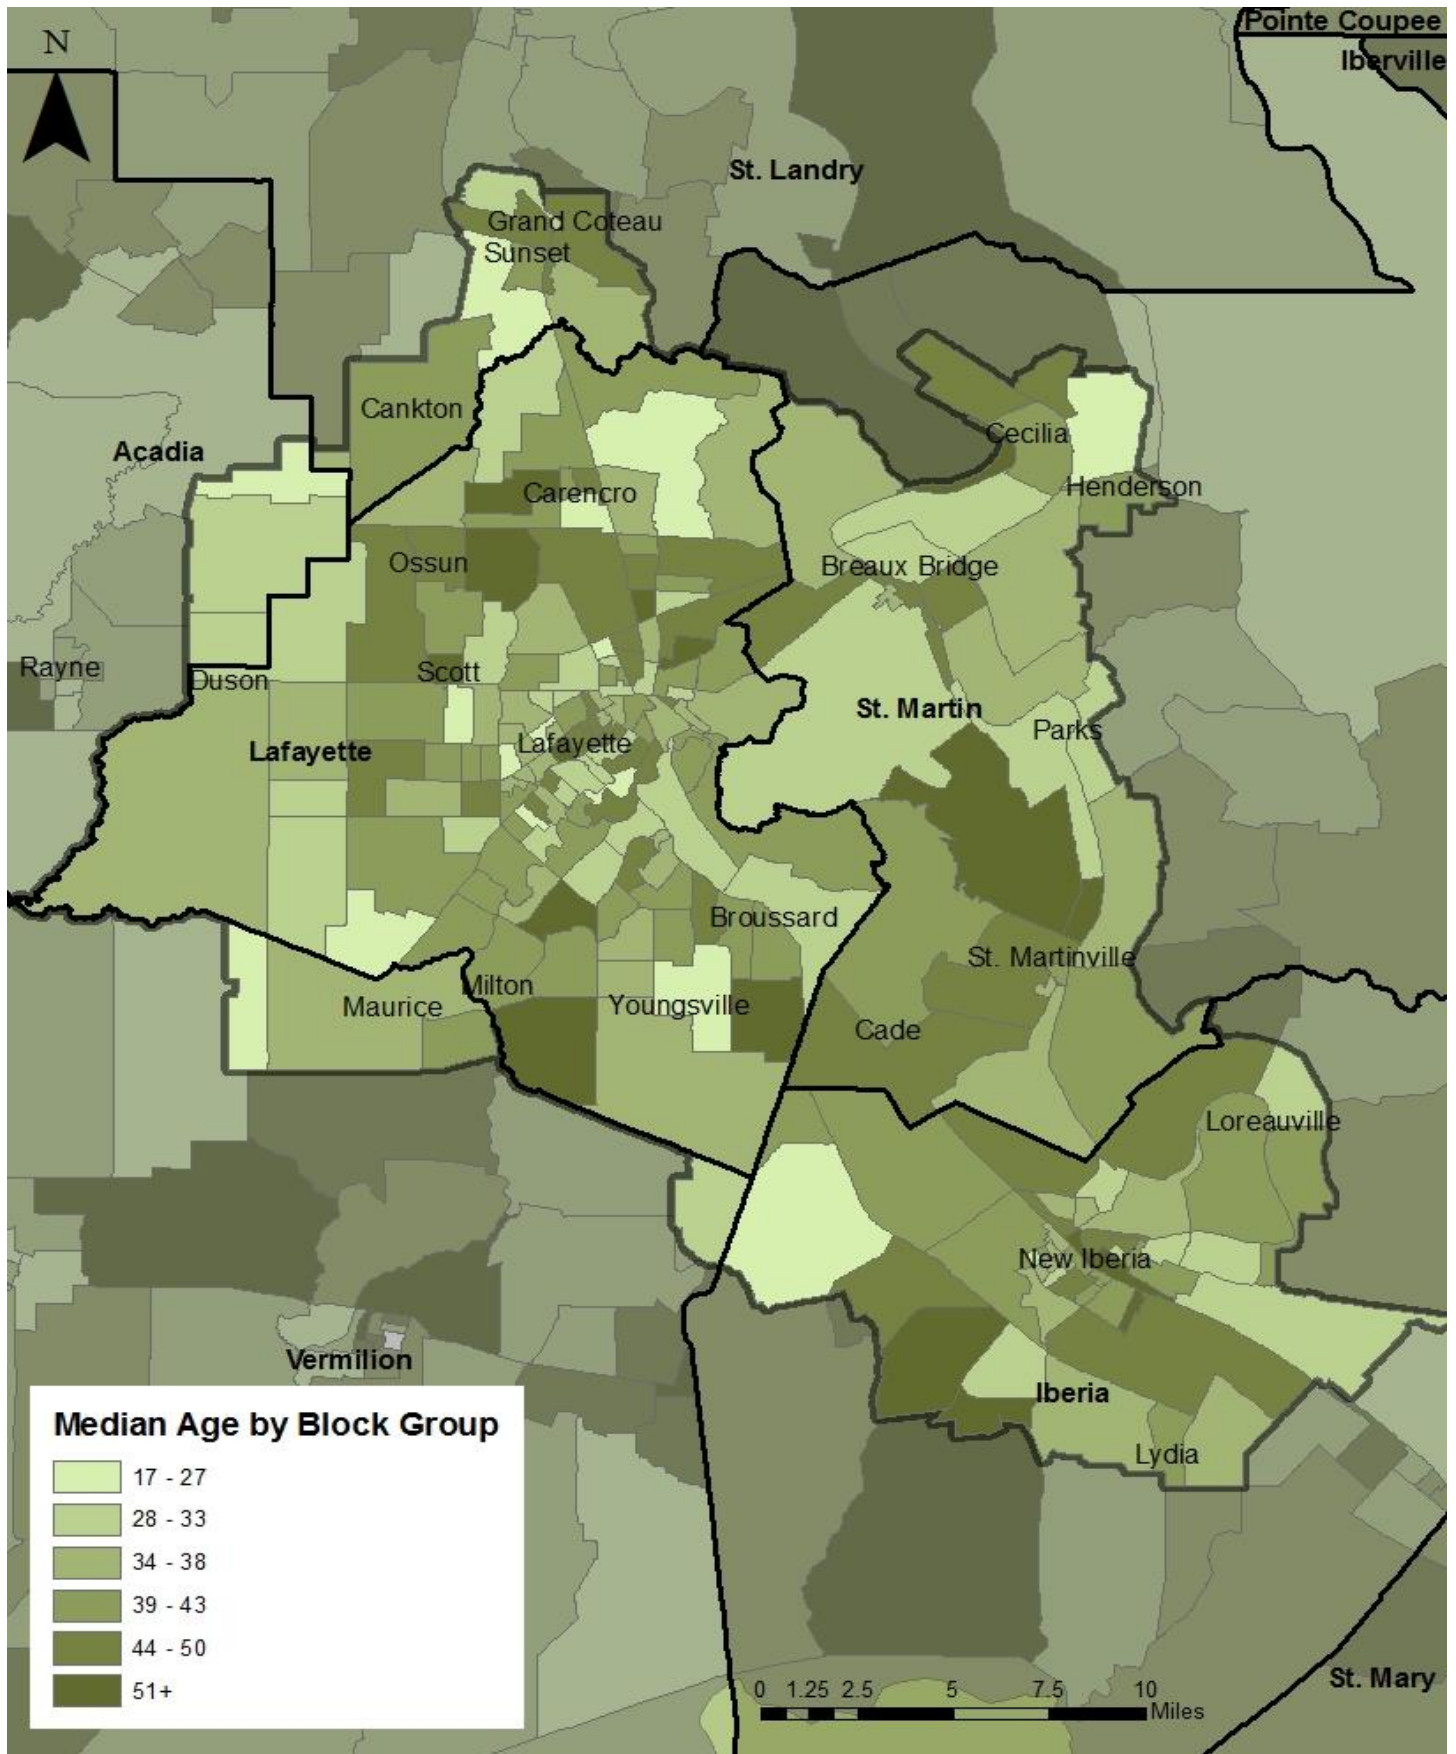 Pointe Coupee
N
Iberville
St. Landry
Grand Coteau
Sunset
Cankton
Cecilia
Acadia
Henderson
Carencro
Ossun
Breaux Bridge
Rayne
Scott
Duson
St. Martin
Parks
Lafayette
Lafayette
Broussard
St. Martinville
Milton
Maurice
Youngsville
Cade
Loreauville
New Iberia
Vermilion
Iberia
Lydia
Median Age by Block Group
17 - 27
28 - 33
34 - 38
39 - 43
44 - 50
51+
St. Mary
0 1.25 2.5 5 7.5 10
Miles